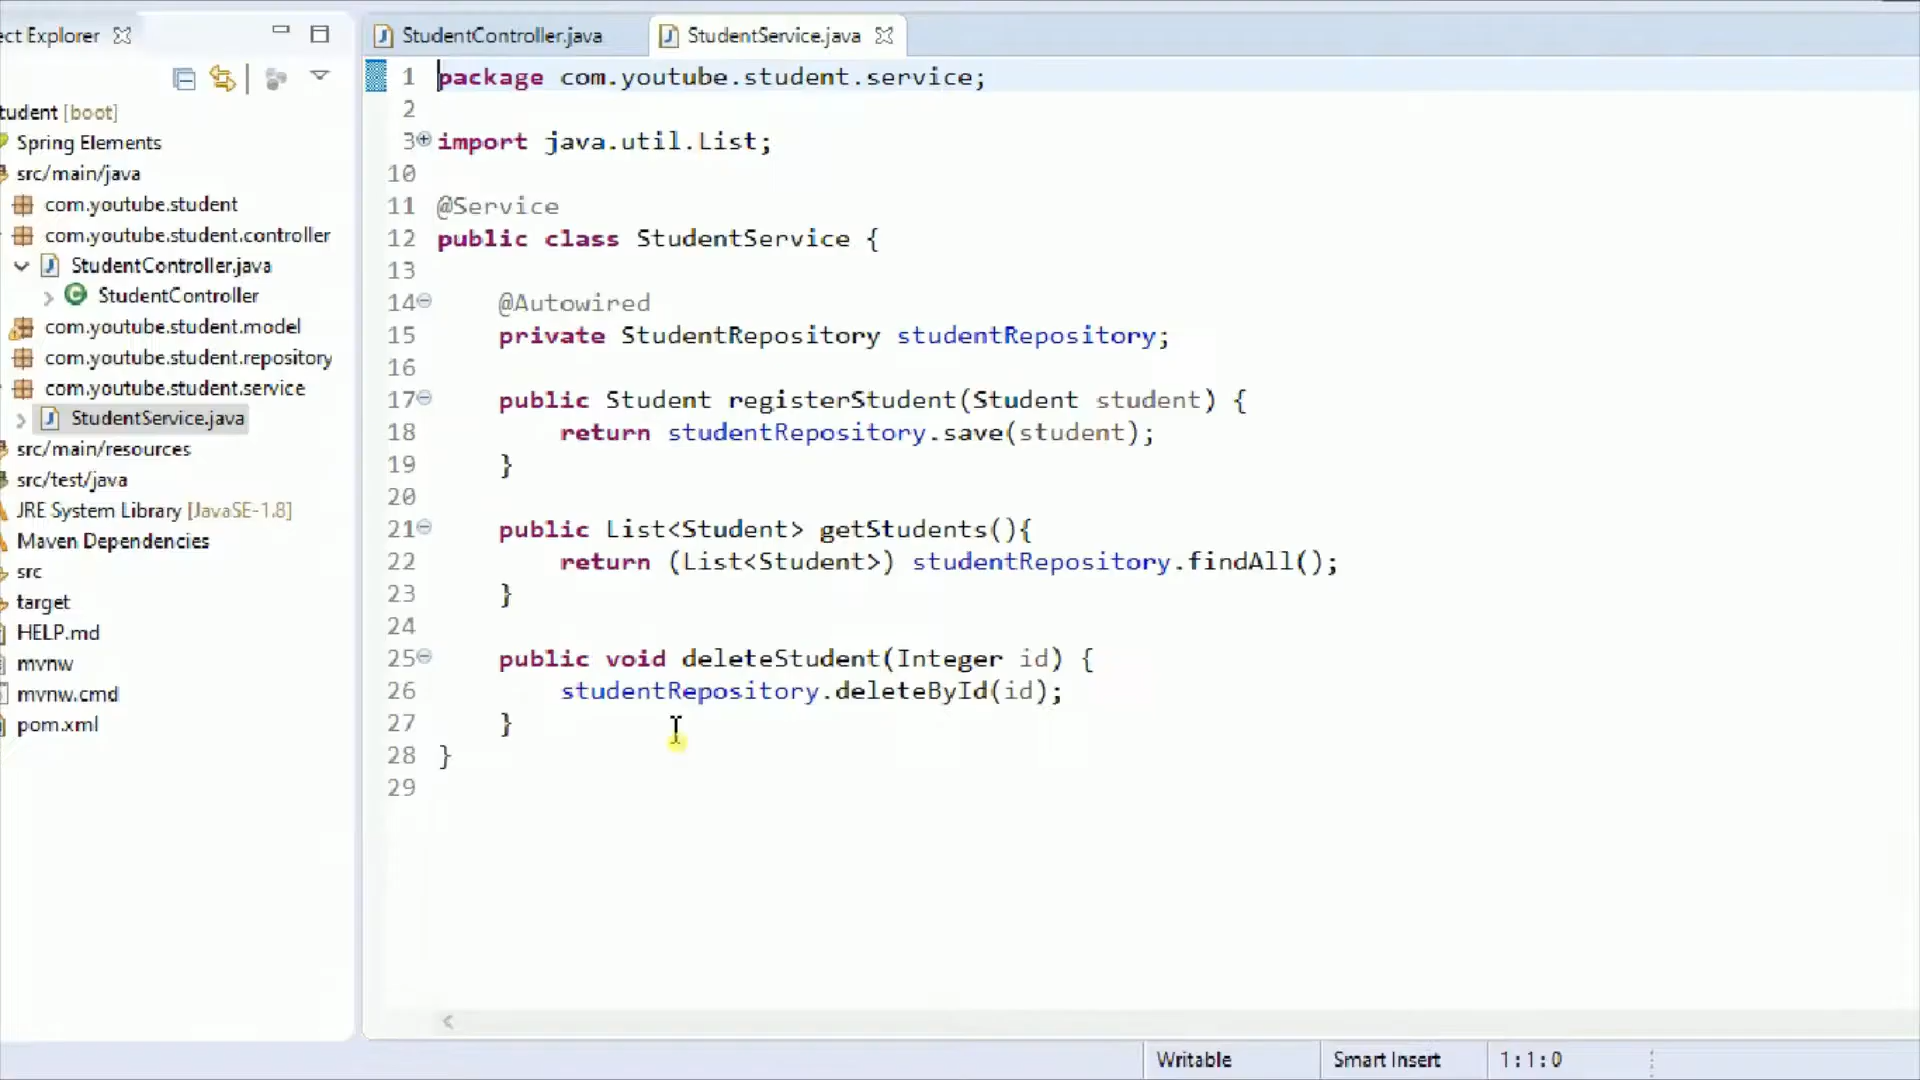 ct Explorer
tudent [boot]
Spring Elements
src/main/java
com.youtube.student
com.youtube.student.controller
StudentController.java
StudentController
com.youtube.student.model
com.youtube.student.repository
com.youtube.student.service
StudentService.java
src/main/resources
src/test/java
JRE System Library [JavaSE-1.8]
Maven Dependencies
src
target
HELP.md
mvnw
mvnw.cmd
pom.xml
StudentController.java StudentService.java
1 package com.youtube.student.service;
2
3 import java.util.List;
10
11 @Service
12 public class StudentService {
13
14 @Autowired
15 private StudentRepository studentRepository;
16
17 public Student registerStudent(Student student) {
18 return studentRepository.save(student);
19 }
20
21 public List<Student> getStudents(){
22 return (List<Student>) studentRepository.findAll();
23 }
24
25 public void deleteStudent(Integer id) {
26 studentRepository.deleteById(id);
27 }
28 }
29
Writable Smart Insert 1:1:0